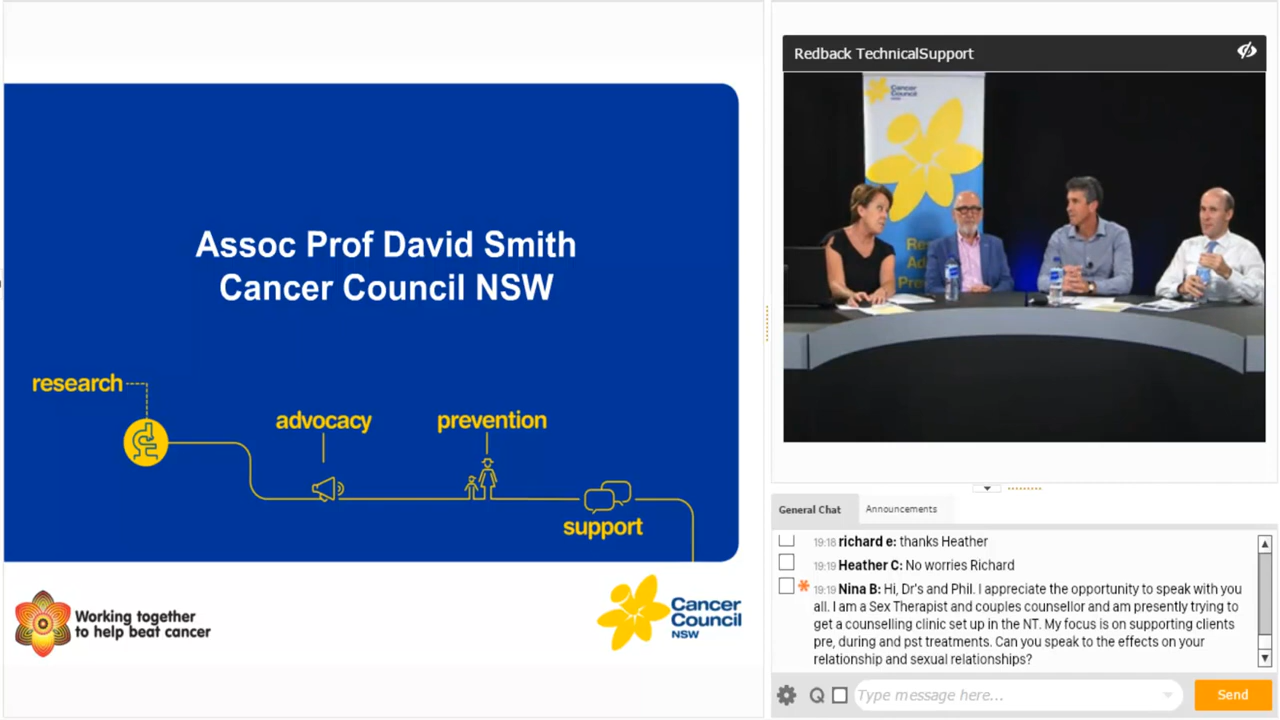 Assoc Prof David Smith
Cancer Council NSW
research
advocacy
prevention
support
Working together
to help beat cancer
Cancer
Council
NSW
Redback TechnicalSupport
Cancer
Council
NSW
Re
Ad
Pre
General Chat
Announcements
19:18 richard e: thanks Heather
19:19 Heather C: No worries Richard
19:19 Nina B: Hi, Dr's and Phil. I appreciate the opportunity to speak with you
all. I am a Sex Therapist and couples counsellor and am presently trying to
get a counselling clinic set up in the NT. My focus is on supporting clients
pre, during and pst treatments. Can you speak to the effects on your
relationship and sexual relationships?
Q
Type message here...
Send